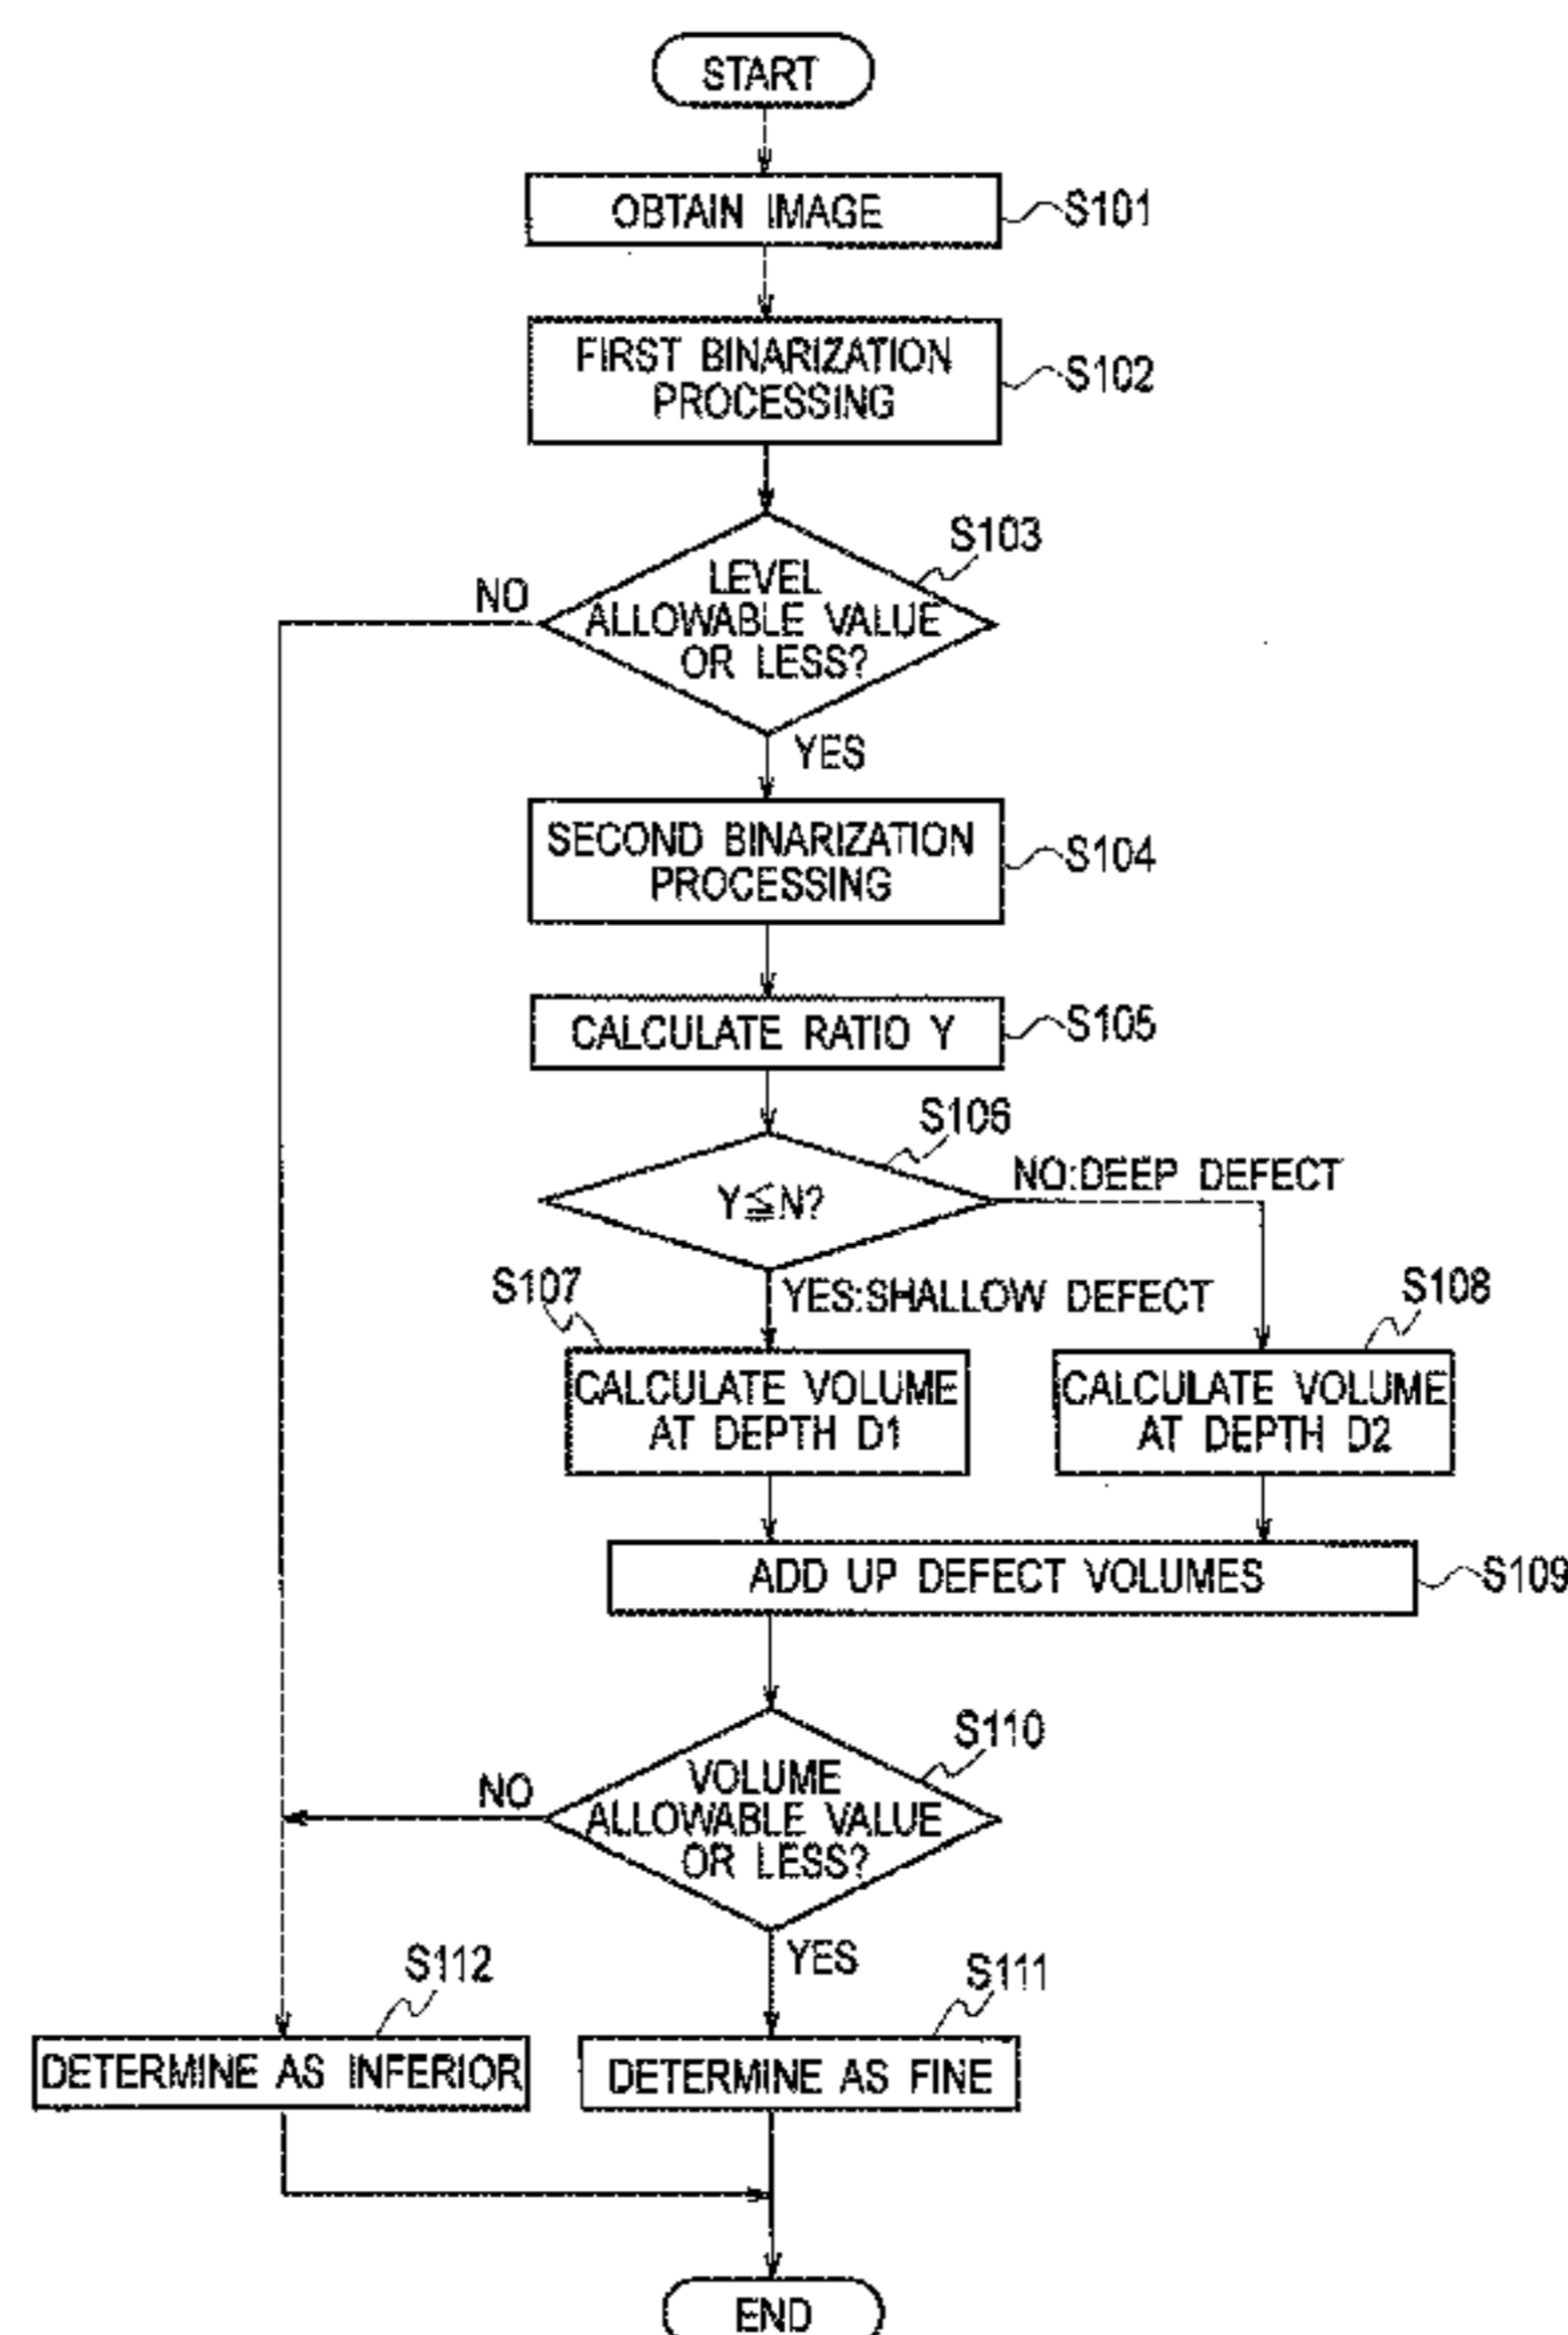 START
OBTAIN IMAGE
S101
FIRST BINARIZATION
PROCESSING
S102
S103
LEVEL
ALLOWABLE VALUE
OR LESS?
NO
YES
SECOND BINARIZATION
PROCESSING
S104
CALCULATE RATIO Y
S105
S106
Y≦N?
NO:DEEP DEFECT
YES:SHALLOW DEFECT
S107
CALCULATE VOLUME
AT DEPTH D1
S108
CALCULATE VOLUME
AT DEPTH D2
ADD UP DEFECT VOLUMES
S109
S110
VOLUME
ALLOWABLE VALUE
OR LESS?
NO
YES
S112
DETERMINE AS INFERIOR
S111
DETERMINE AS FINE
END